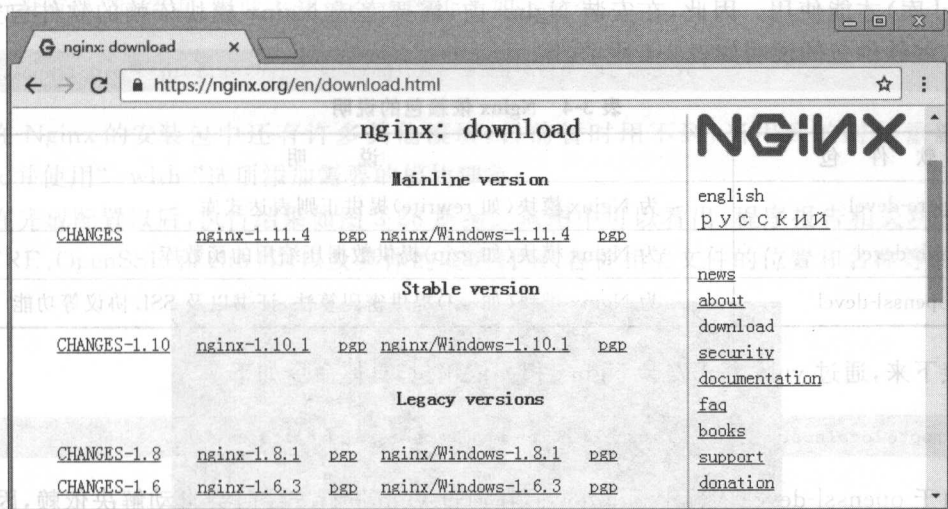 nginx: download
https://nginx.org/en/download.html
nginx: download
Mainline version
CHANGES nginx-1.11.4 pgp nginx/Windows-1.11.4 pgp
Stable version
CHANGES-1.10 nginx-1.10.1 pgp nginx/Windows-1.10.1 pgp
Legacy versions
CHANGES-1.8 nginx-1.8.1 pgp nginx/Windows-1.8.1 pgp
CHANGES-1.6 nginx-1.6.3 pgp nginx/Windows-1.6.3 pgp
NGiИX
english
русский
news
about
download
security
documentation
faq
books
support
donation